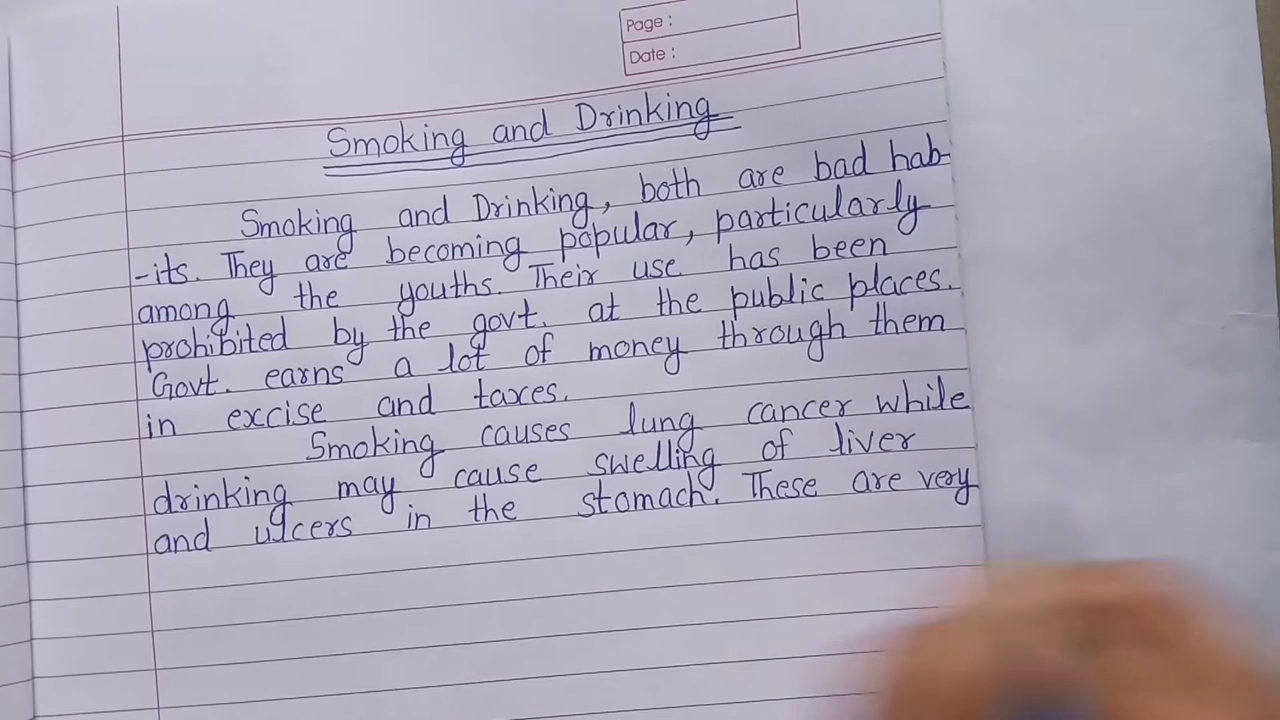 Page :
Date :
Smoking and Drinking
Smoking and Drinking, both are bad hab-
-its. They are becoming popular, particularly
among the youths. Their use has been
prohibited by the govt. at the public places.
Govt. earns a lot of money through them
in excise and taxes.
Smoking causes lung cancer while
drinking may cause swelling of liver
and ulcers in the stomach. These are very